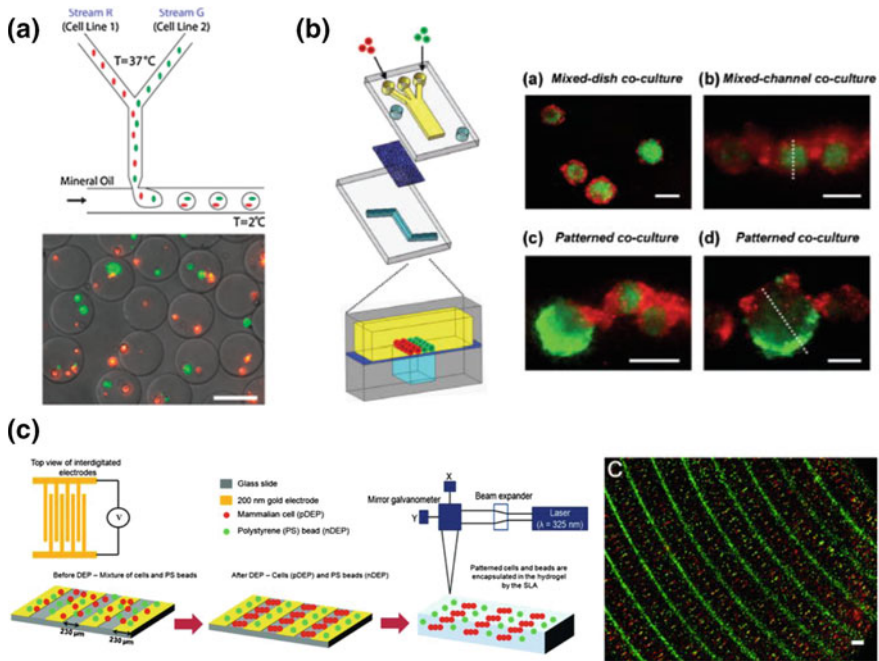 (a)
Stream R
(Cell Line 1)
Stream G
(Cell Line 2)
T=37°C
Mineral Oil
T=2°C
(b)
(a) Mixed-dish co-culture
(b) Mixed-channel co-culture
(c) Patterned co-culture
(d) Patterned co-culture
(c)
Top view of interdigitated
electrodes
V
Glass slide
200 nm gold electrode
Mammalian cell (pDEP)
Polystyrene (PS) bead (nDEP)
X
Mirror galvanometer
Y
Beam expander
Laser
(λ = 325 nm)
Before DEP – Mixture of cells and PS beads
After DEP – Cells (pDEP) and PS beads (nDEP)
Patterned cells and beads are
encapsulated in the hydrogel
by the SLA
230 µm
230 µm
C